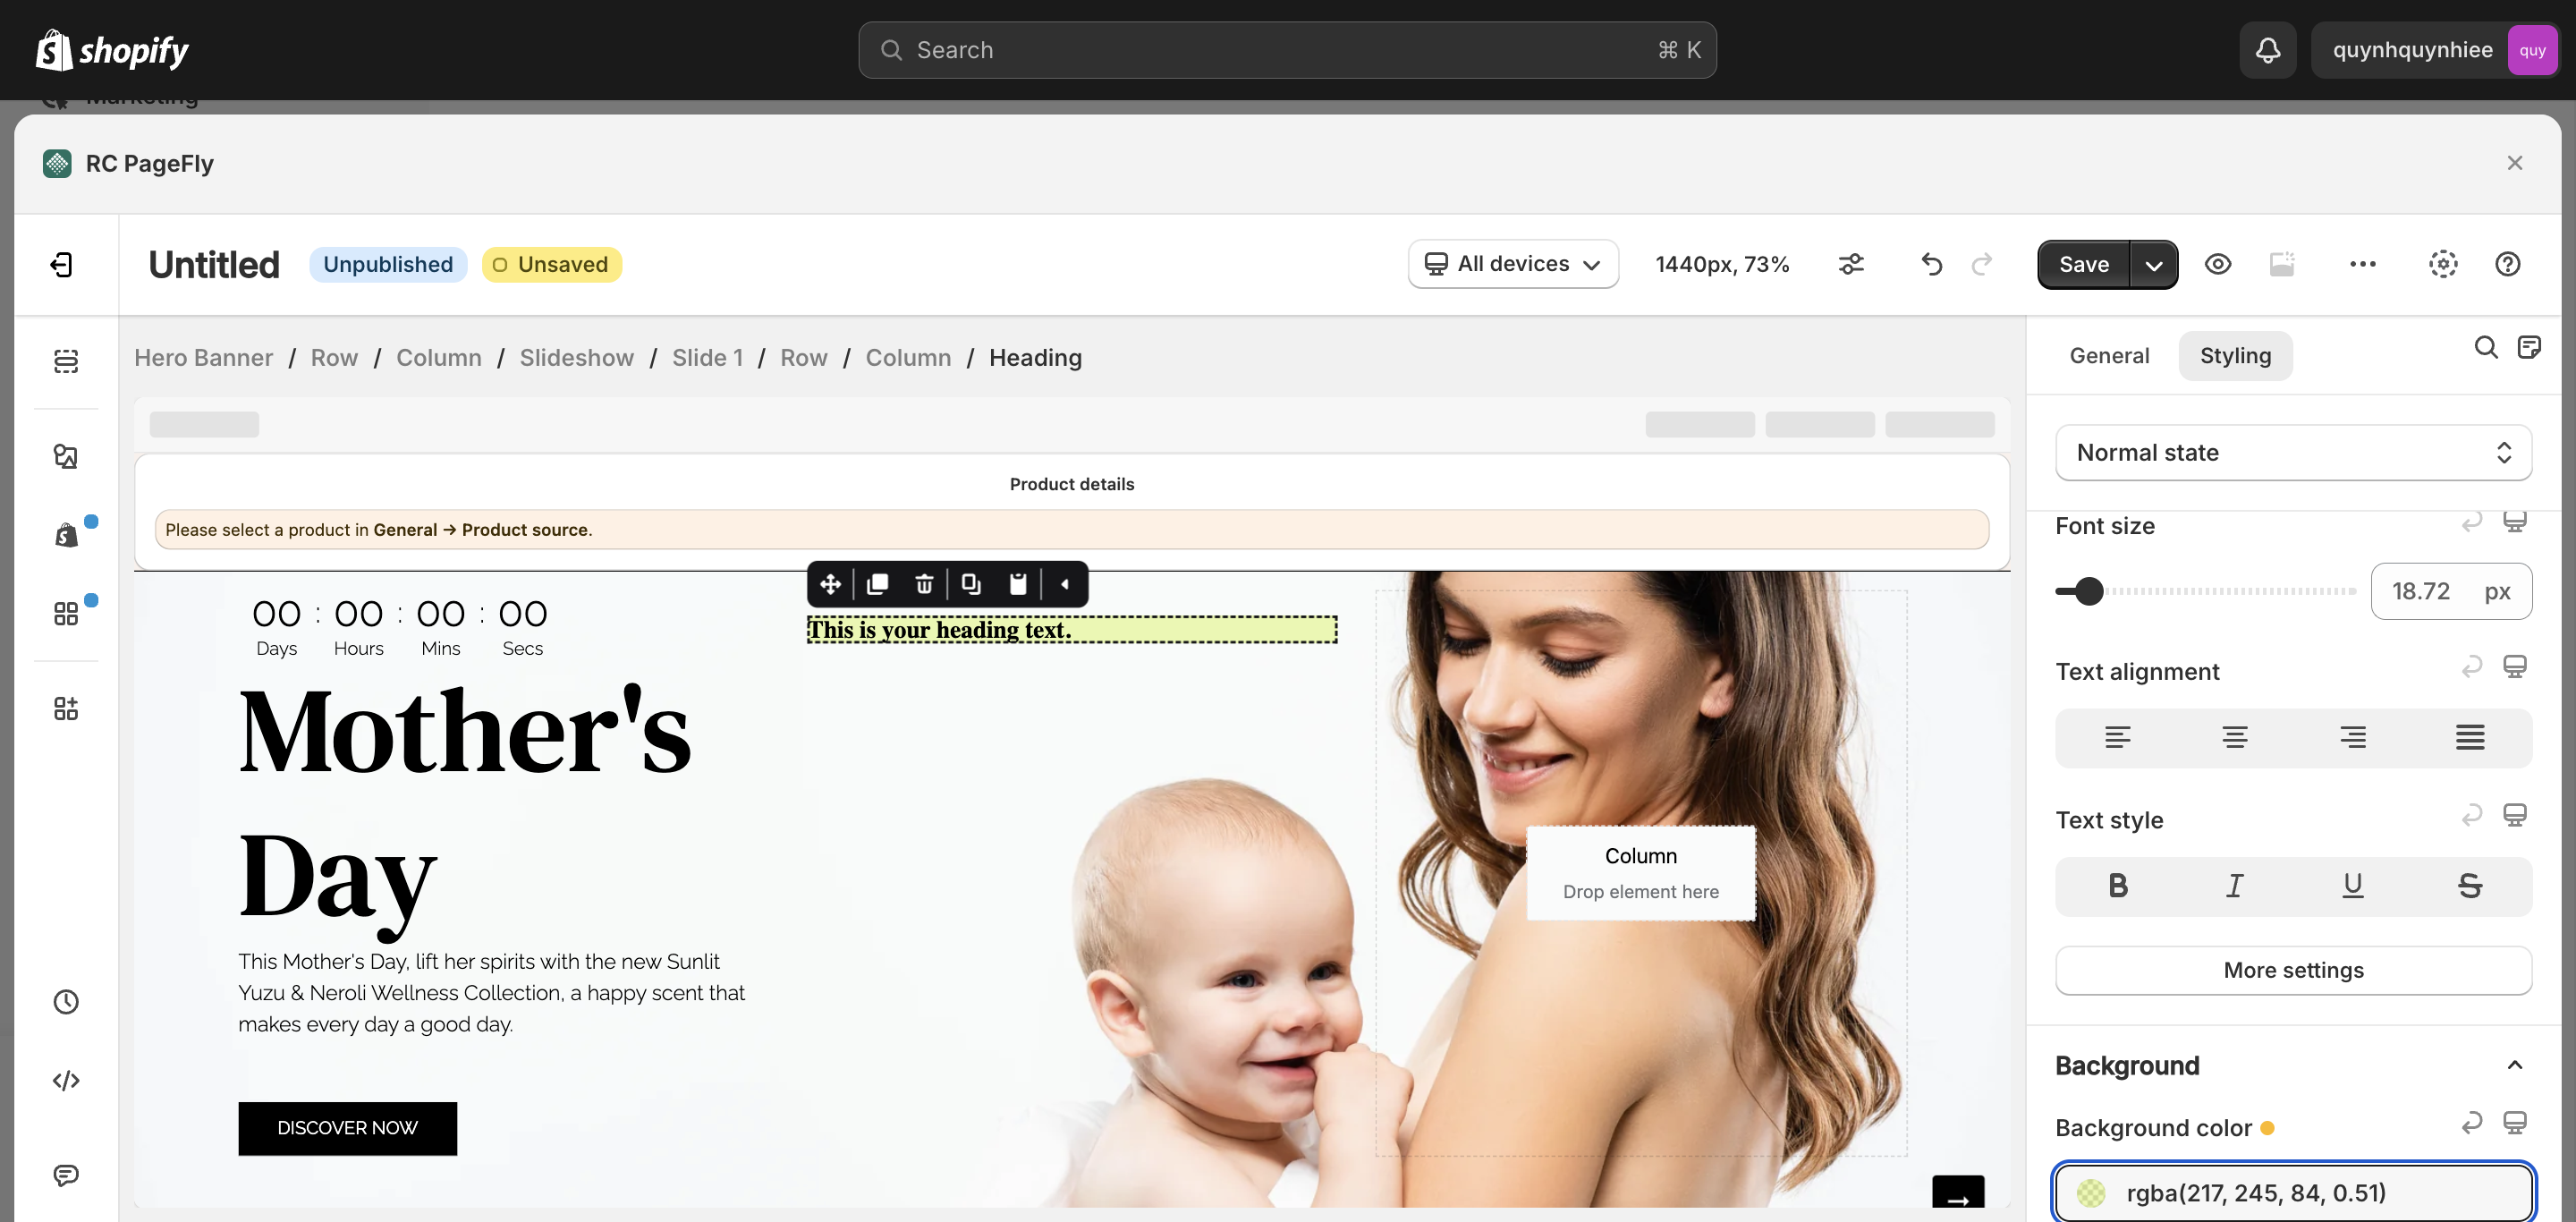 shopify
Search
⌘ K
quynhquynhiee
quy
Marketing
RC PageFly
Untitled
Unpublished
Unsaved
All devices
1440px, 73%
Save
Hero Banner / Row / Column / Slideshow / Slide 1 / Row / Column / Heading
General
Styling
Normal state
Product details
Please select a product in General → Product source.
Font size
18.72 px
00 : 00 : 00 : 00
Days Hours Mins Secs
This is your heading text.
Text alignment
Mother's
Day
Text style
B I U S
Column
Drop element here
More settings
This Mother's Day, lift her spirits with the new Sunlit
Yuzu & Neroli Wellness Collection, a happy scent that
makes every day a good day.
Background
Background color
DISCOVER NOW
rgba(217, 245, 84, 0.51)